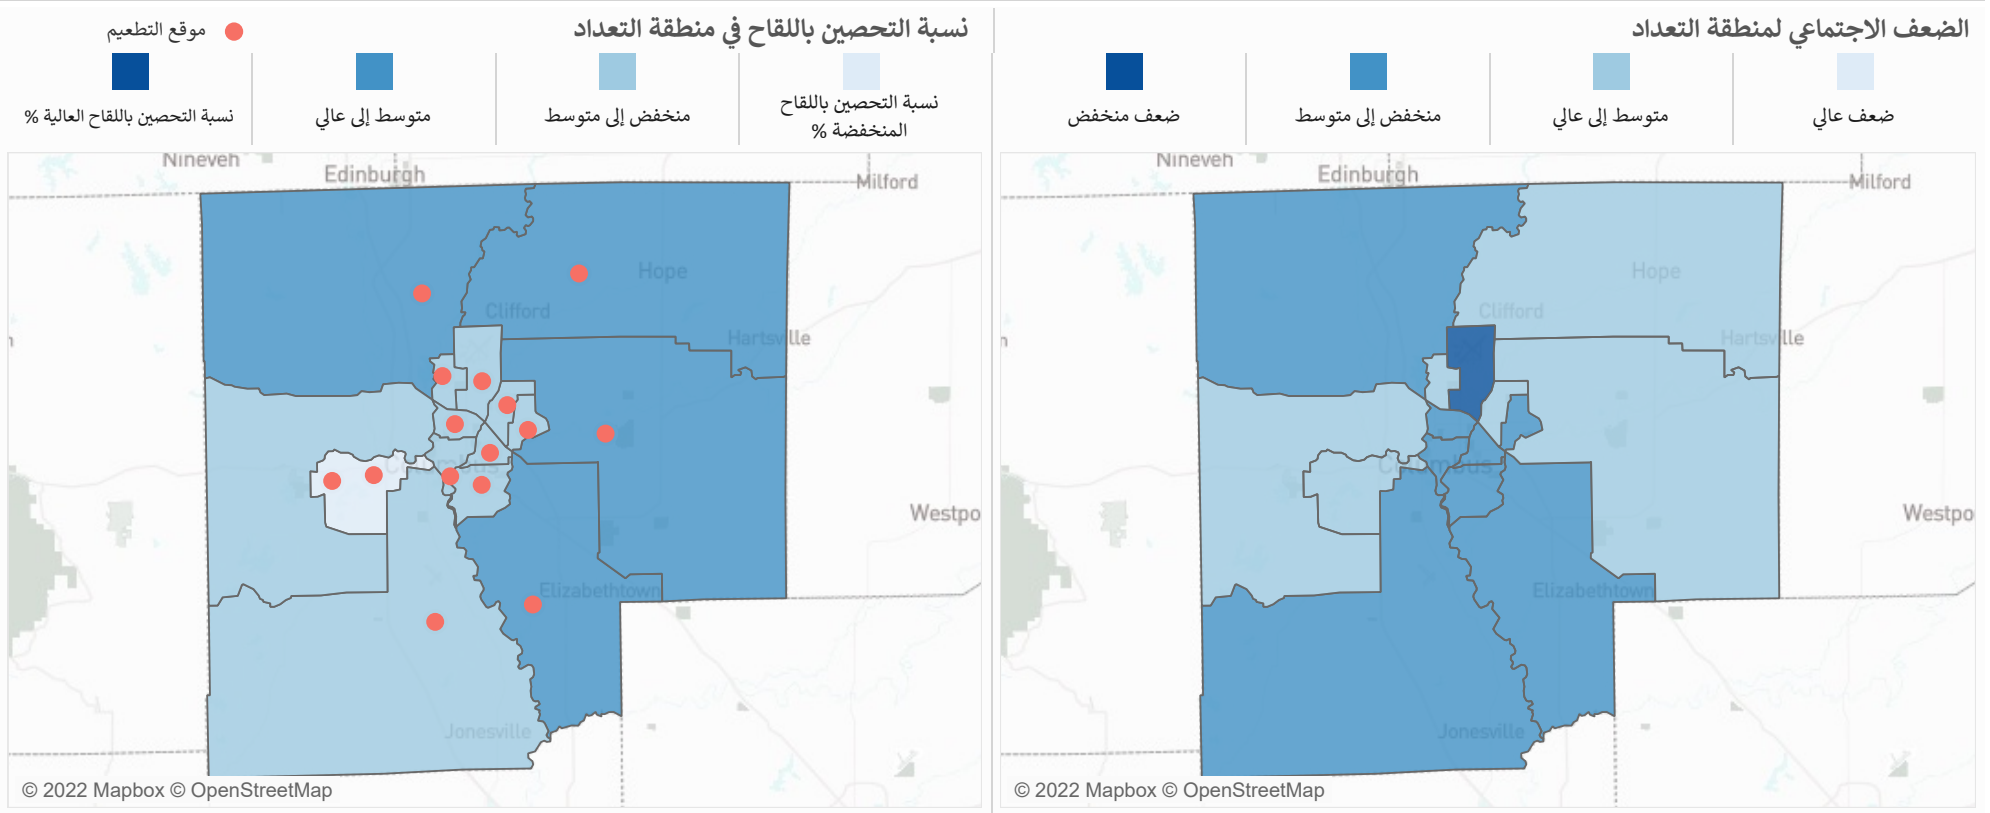 الضعف الاجتماعي لمنطقة التعداد
ضعف عالي
متوسط إلى عالي
منخفض إلى متوسط
ضعف منخفض
Nineveh
Edinburgh
Milford
Hope
Clifford
Hartsville
Columbus
Westpo
Elizabethtown
Jonesville
© 2022 Mapbox © OpenStreetMap
نسبة التحصين باللقاح في منطقة التعداد
موقع التطعيم
نسبة التحصين باللقاح
المنخفضة %
منخفض إلى متوسط
متوسط إلى عالي
نسبة التحصين باللقاح العالية %
Nineveh
Edinburgh
Milford
Hope
Clifford
Hartsville
Columbus
Westpo
Elizabethtown
Jonesville
© 2022 Mapbox © OpenStreetMap